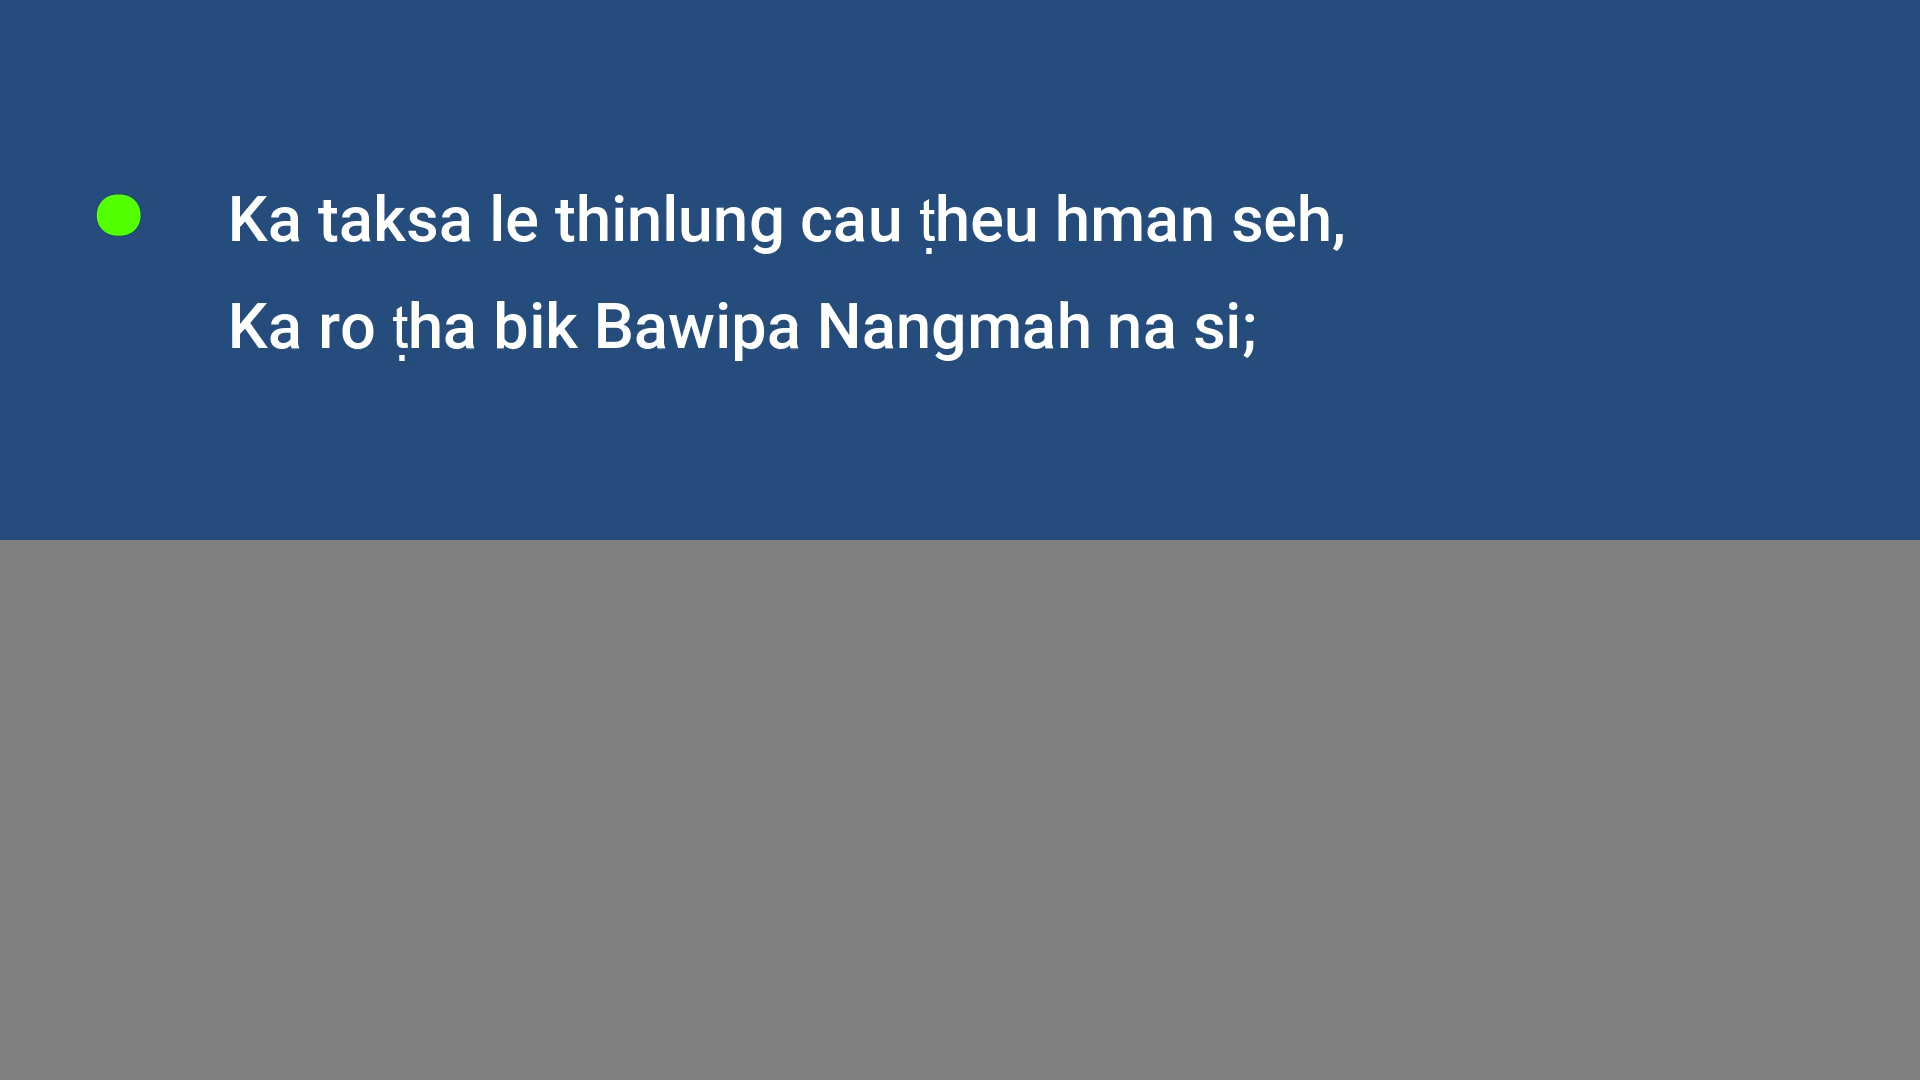 Ka taksa le thinlung cau ṭheu hman seh,
Ka ro ṭha bik Bawipa Nangmah na si;